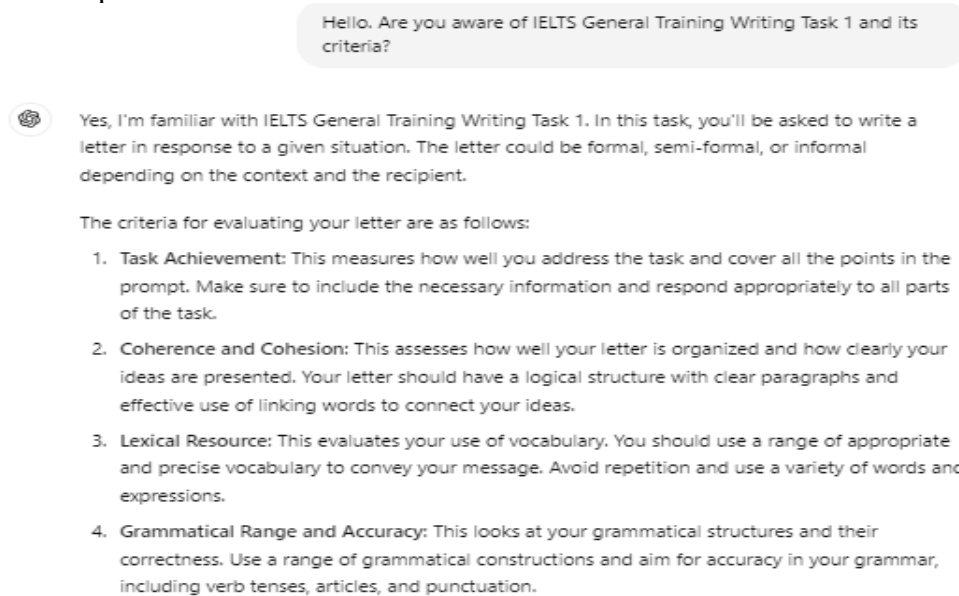 Hello. Are you aware of IELTS General Training Writing Task 1 and its
criteria?
Yes, I'm familiar with IELTS General Training Writing Task 1. In this task, you'll be asked to write a
letter in response to a given situation. The letter could be formal, semi-formal, or informal
depending on the context and the recipient.
The criteria for evaluating your letter are as follows:
1. Task Achievement: This measures how well you address the task and cover all the points in the
prompt. Make sure to include the necessary information and respond appropriately to all parts
of the task.
2. Coherence and Cohesion: This assesses how well your letter is organized and how clearly your
ideas are presented. Your letter should have a logical structure with clear paragraphs and
effective use of linking words to connect your ideas.
3. Lexical Resource: This evaluates your use of vocabulary. You should use a range of appropriate
and precise vocabulary to convey your message. Avoid repetition and use a variety of words and
expressions.
4. Grammatical Range and Accuracy: This looks at your grammatical structures and their
correctness. Use a range of grammatical constructions and aim for accuracy in your grammar,
including verb tenses, articles, and punctuation.